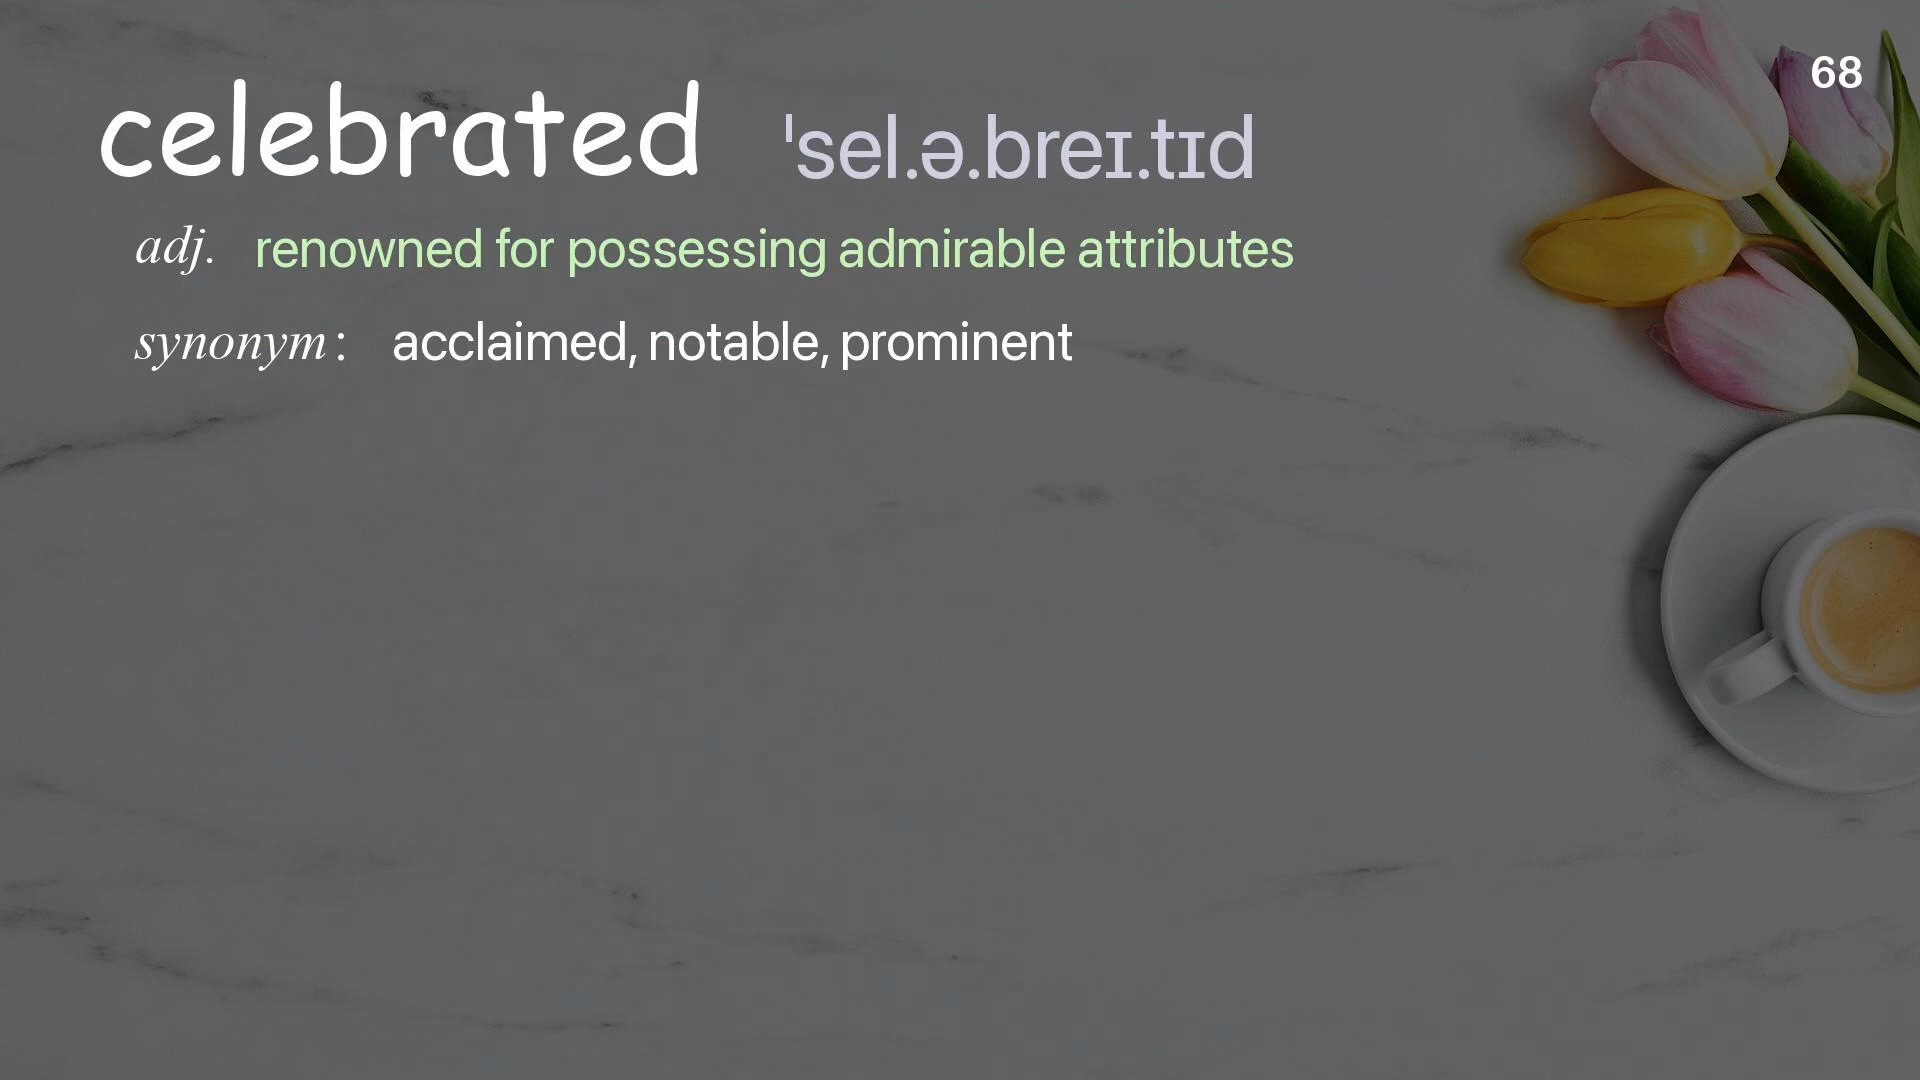 68
celebrated ˈsel.ə.breɪ.tɪd
adj. renowned for possessing admirable attributes
synonym : acclaimed, notable, prominent